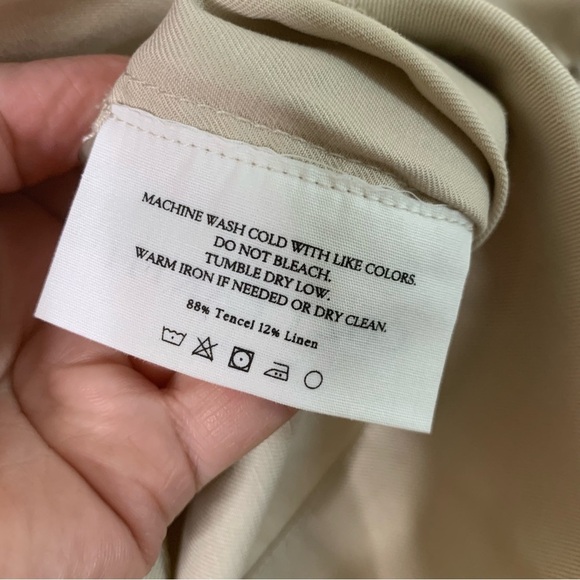 MACHINE WASH COLD WITH LIKE COLORS.
DO NOT BLEACH.
TUMBLE DRY LOW.
WARM IRON IF NEEDED OR DRY CLEAN.
88% Tencel 12% Linen